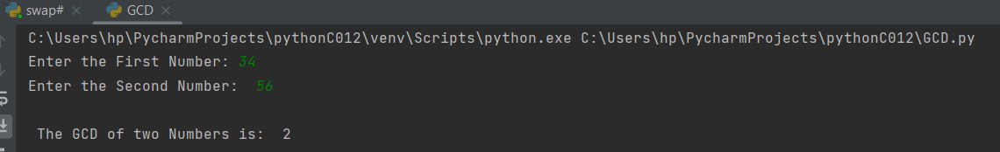 swap# GCD
C:\Users\hp\PycharmProjects\pythonC012\venv\Scripts\python.exe C:\Users\hp\PycharmProjects\pythonC012\GCD.py
Enter the First Number: 34
Enter the Second Number:  56
The GCD of two Numbers is:  2